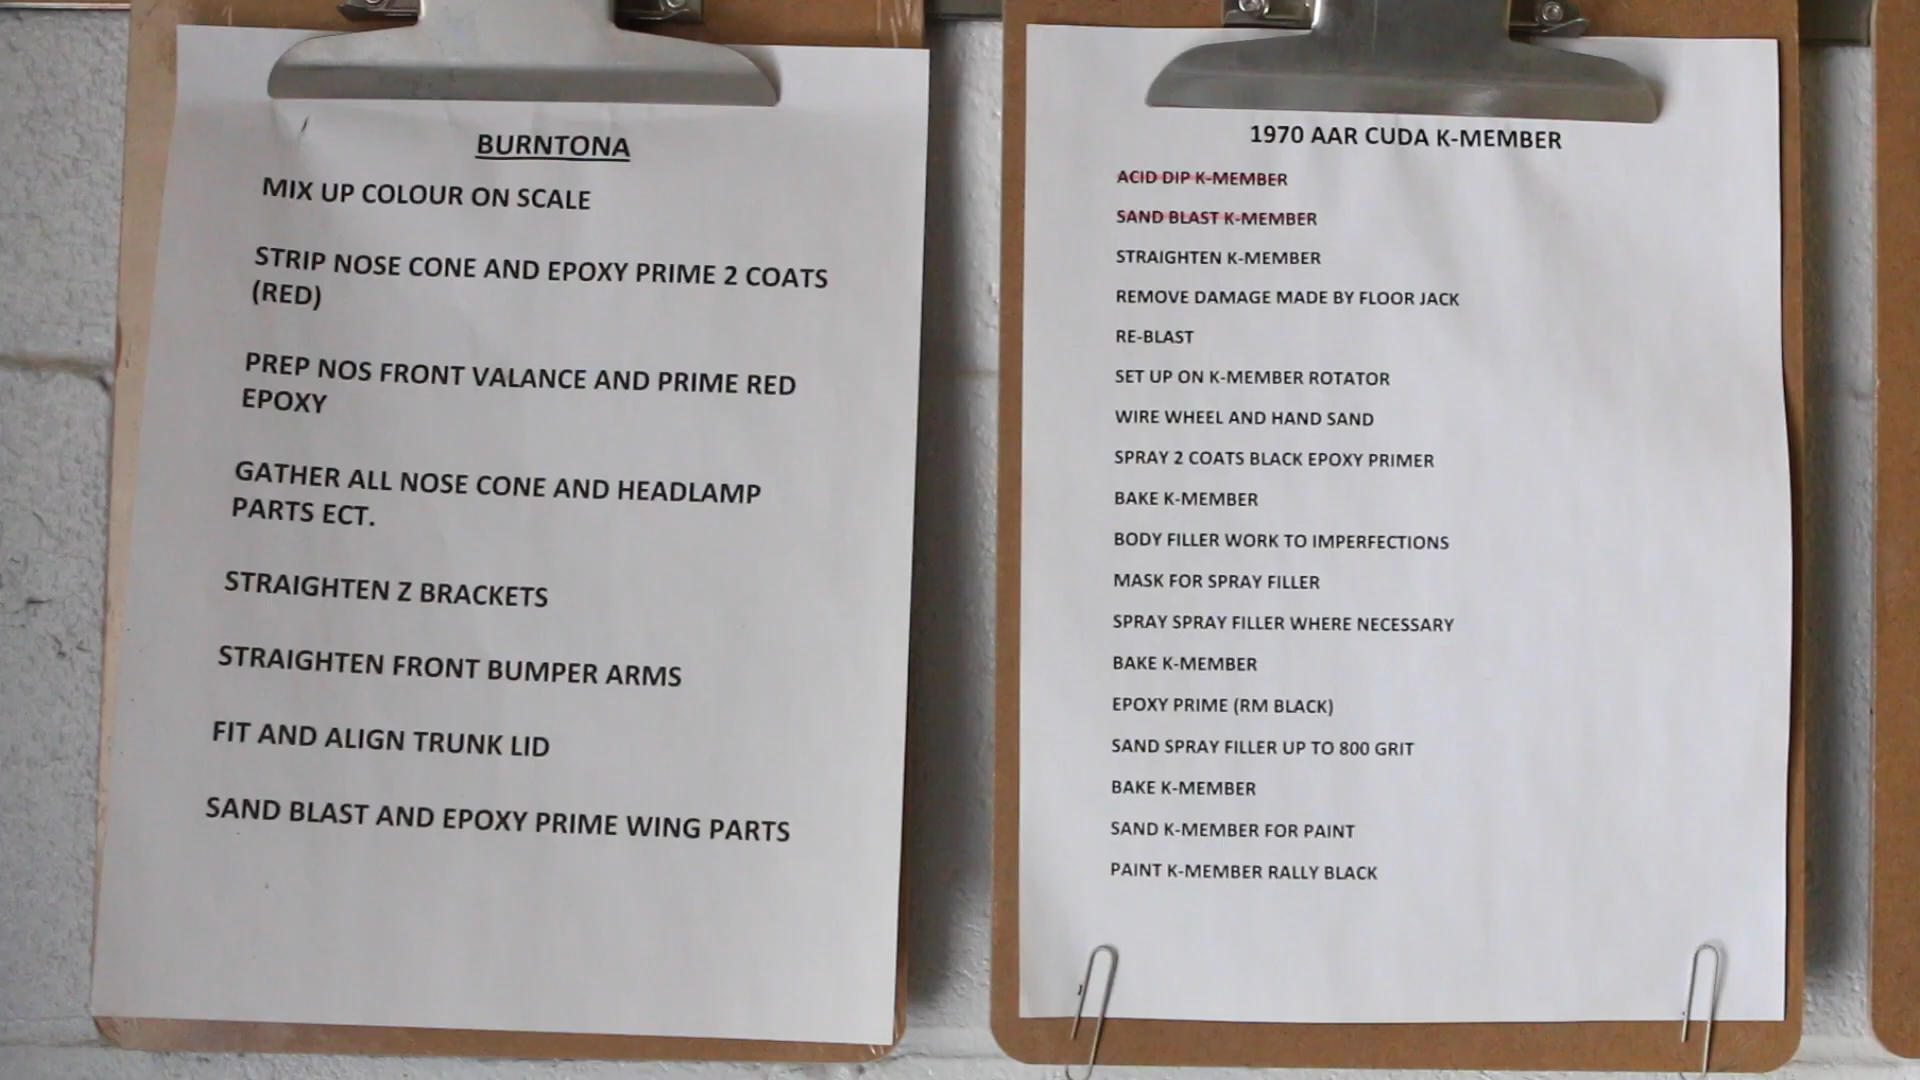 BURNTONA
MIX UP COLOUR ON SCALE
STRIP NOSE CONE AND EPOXY PRIME 2 COATS
(RED)
PREP NOS FRONT VALANCE AND PRIME RED
EPOXY
GATHER ALL NOSE CONE AND HEADLAMP
PARTS ECT.
STRAIGHTEN Z BRACKETS
STRAIGHTEN FRONT BUMPER ARMS
FIT AND ALIGN TRUNK LID
SAND BLAST AND EPOXY PRIME WING PARTS
1970 AAR CUDA K-MEMBER
ACID DIP K-MEMBER
SAND BLAST K-MEMBER
STRAIGHTEN K-MEMBER
REMOVE DAMAGE MADE BY FLOOR JACK
RE-BLAST
SET UP ON K-MEMBER ROTATOR
WIRE WHEEL AND HAND SAND
SPRAY 2 COATS BLACK EPOXY PRIMER
BAKE K-MEMBER
BODY FILLER WORK TO IMPERFECTIONS
MASK FOR SPRAY FILLER
SPRAY SPRAY FILLER WHERE NECESSARY
BAKE K-MEMBER
EPOXY PRIME (RM BLACK)
SAND SPRAY FILLER UP TO 800 GRIT
BAKE K-MEMBER
SAND K-MEMBER FOR PAINT
PAINT K-MEMBER RALLY BLACK